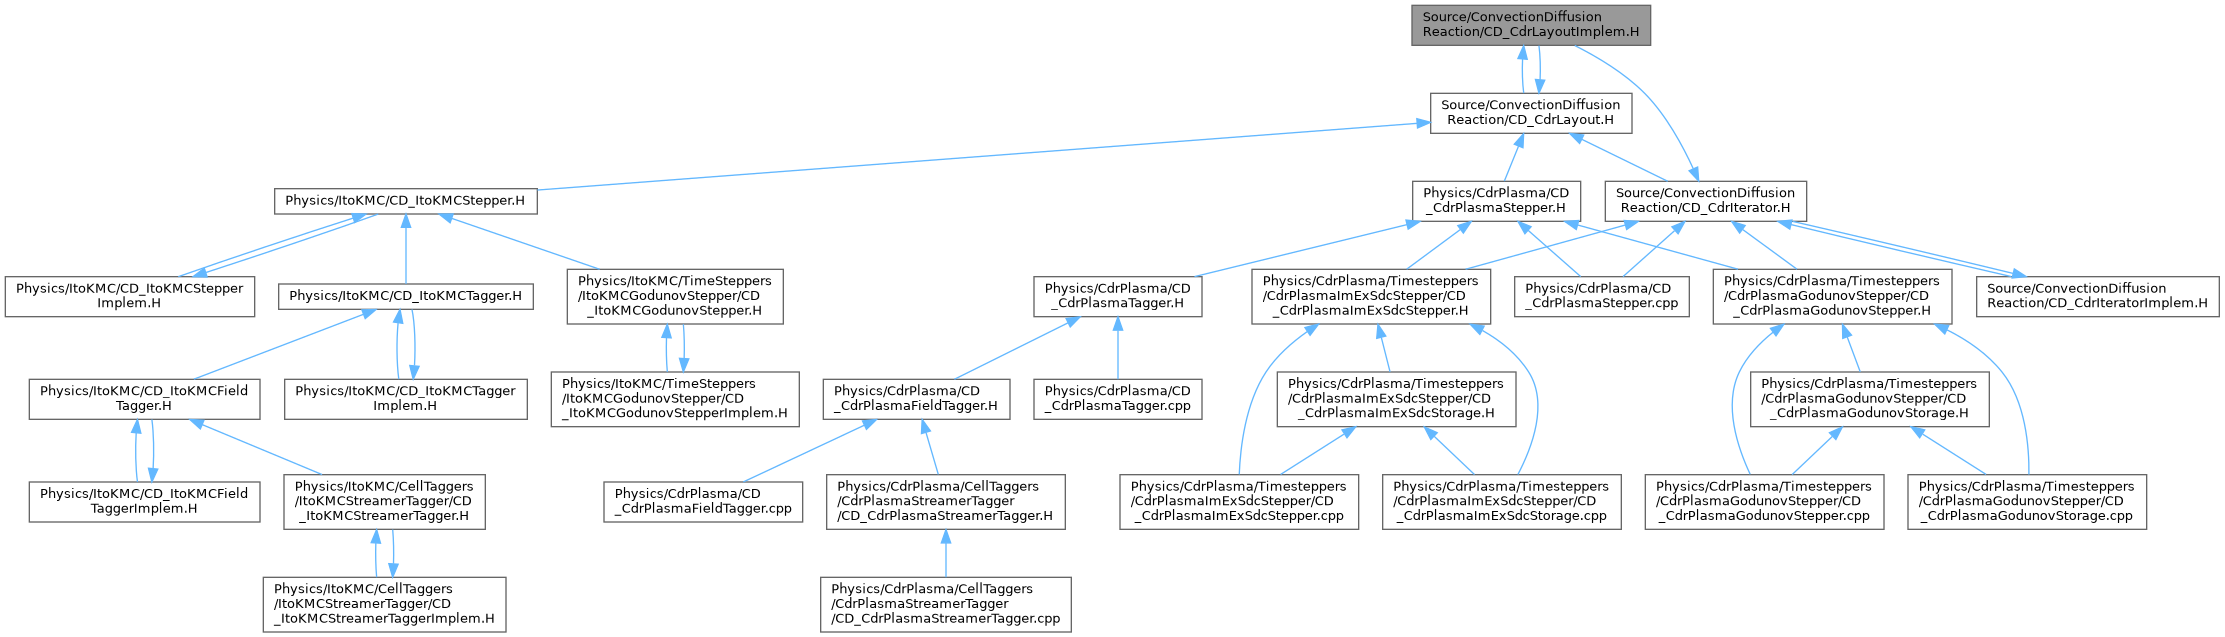 Source/ConvectionDiffusion
Reaction/CD_CdrLayoutImplem.H
Source/ConvectionDiffusion
Reaction/CD_CdrLayout.H
Physics/ItoKMC/CD_ItoKMCStepper.H
Physics/CdrPlasma/CD
_CdrPlasmaStepper.H
Source/ConvectionDiffusion
Reaction/CD_CdrIterator.H
Physics/ItoKMC/CD_ItoKMCStepper
Implem.H
Physics/ItoKMC/CD_ItoKMCTagger.H
Physics/ItoKMC/TimeSteppers
/ItoKMCGodunovStepper/CD
_ItoKMCGodunovStepper.H
Physics/CdrPlasma/CD
_CdrPlasmaTagger.H
Physics/CdrPlasma/Timesteppers
/CdrPlasmaImExSdcStepper/CD
_CdrPlasmaImExSdcStepper.H
Physics/CdrPlasma/CD
_CdrPlasmaStepper.cpp
Physics/CdrPlasma/Timesteppers
/CdrPlasmaGodunovStepper/CD
_CdrPlasmaGodunovStepper.H
Source/ConvectionDiffusion
Reaction/CD_CdrIteratorImplem.H
Physics/ItoKMC/CD_ItoKMCField
Tagger.H
Physics/ItoKMC/CD_ItoKMCTagger
Implem.H
Physics/ItoKMC/TimeSteppers
/ItoKMCGodunovStepper/CD
_ItoKMCGodunovStepperImplem.H
Physics/CdrPlasma/CD
_CdrPlasmaFieldTagger.H
Physics/CdrPlasma/CD
_CdrPlasmaTagger.cpp
Physics/CdrPlasma/Timesteppers
/CdrPlasmaImExSdcStepper/CD
_CdrPlasmaImExSdcStorage.H
Physics/CdrPlasma/Timesteppers
/CdrPlasmaGodunovStepper/CD
_CdrPlasmaGodunovStorage.H
Physics/ItoKMC/CD_ItoKMCField
TaggerImplem.H
Physics/ItoKMC/CellTaggers
/ItoKMCStreamerTagger/CD
_ItoKMCStreamerTagger.H
Physics/CdrPlasma/CD
_CdrPlasmaFieldTagger.cpp
Physics/CdrPlasma/CellTaggers
/CdrPlasmaStreamerTagger
/CD_CdrPlasmaStreamerTagger.H
Physics/CdrPlasma/Timesteppers
/CdrPlasmaImExSdcStepper/CD
_CdrPlasmaImExSdcStepper.cpp
Physics/CdrPlasma/Timesteppers
/CdrPlasmaImExSdcStepper/CD
_CdrPlasmaImExSdcStorage.cpp
Physics/CdrPlasma/Timesteppers
/CdrPlasmaGodunovStepper/CD
_CdrPlasmaGodunovStepper.cpp
Physics/CdrPlasma/Timesteppers
/CdrPlasmaGodunovStepper/CD
_CdrPlasmaGodunovStorage.cpp
Physics/ItoKMC/CellTaggers
/ItoKMCStreamerTagger/CD
_ItoKMCStreamerTaggerImplem.H
Physics/CdrPlasma/CellTaggers
/CdrPlasmaStreamerTagger
/CD_CdrPlasmaStreamerTagger.cpp